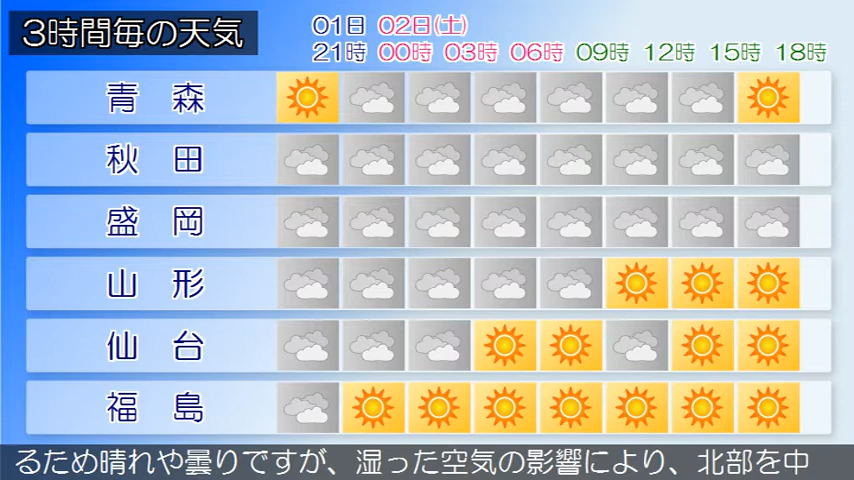 3時間毎の天気
01日 02日(土)
21時 00時 03時 06時 09時 12時 15時 18時
青森
秋田
盛岡
山形
仙台
福島
るため晴れや曇りですが、湿った空気の影響により、北部を中